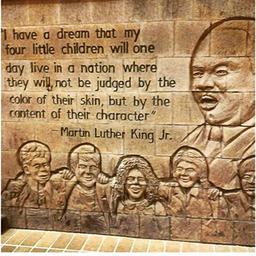 "I have a dream that my
four little children will one
day live in a nation where
they will not be judged by the
color of their skin, but by the
content of their character"
Martin Luther King Jr.